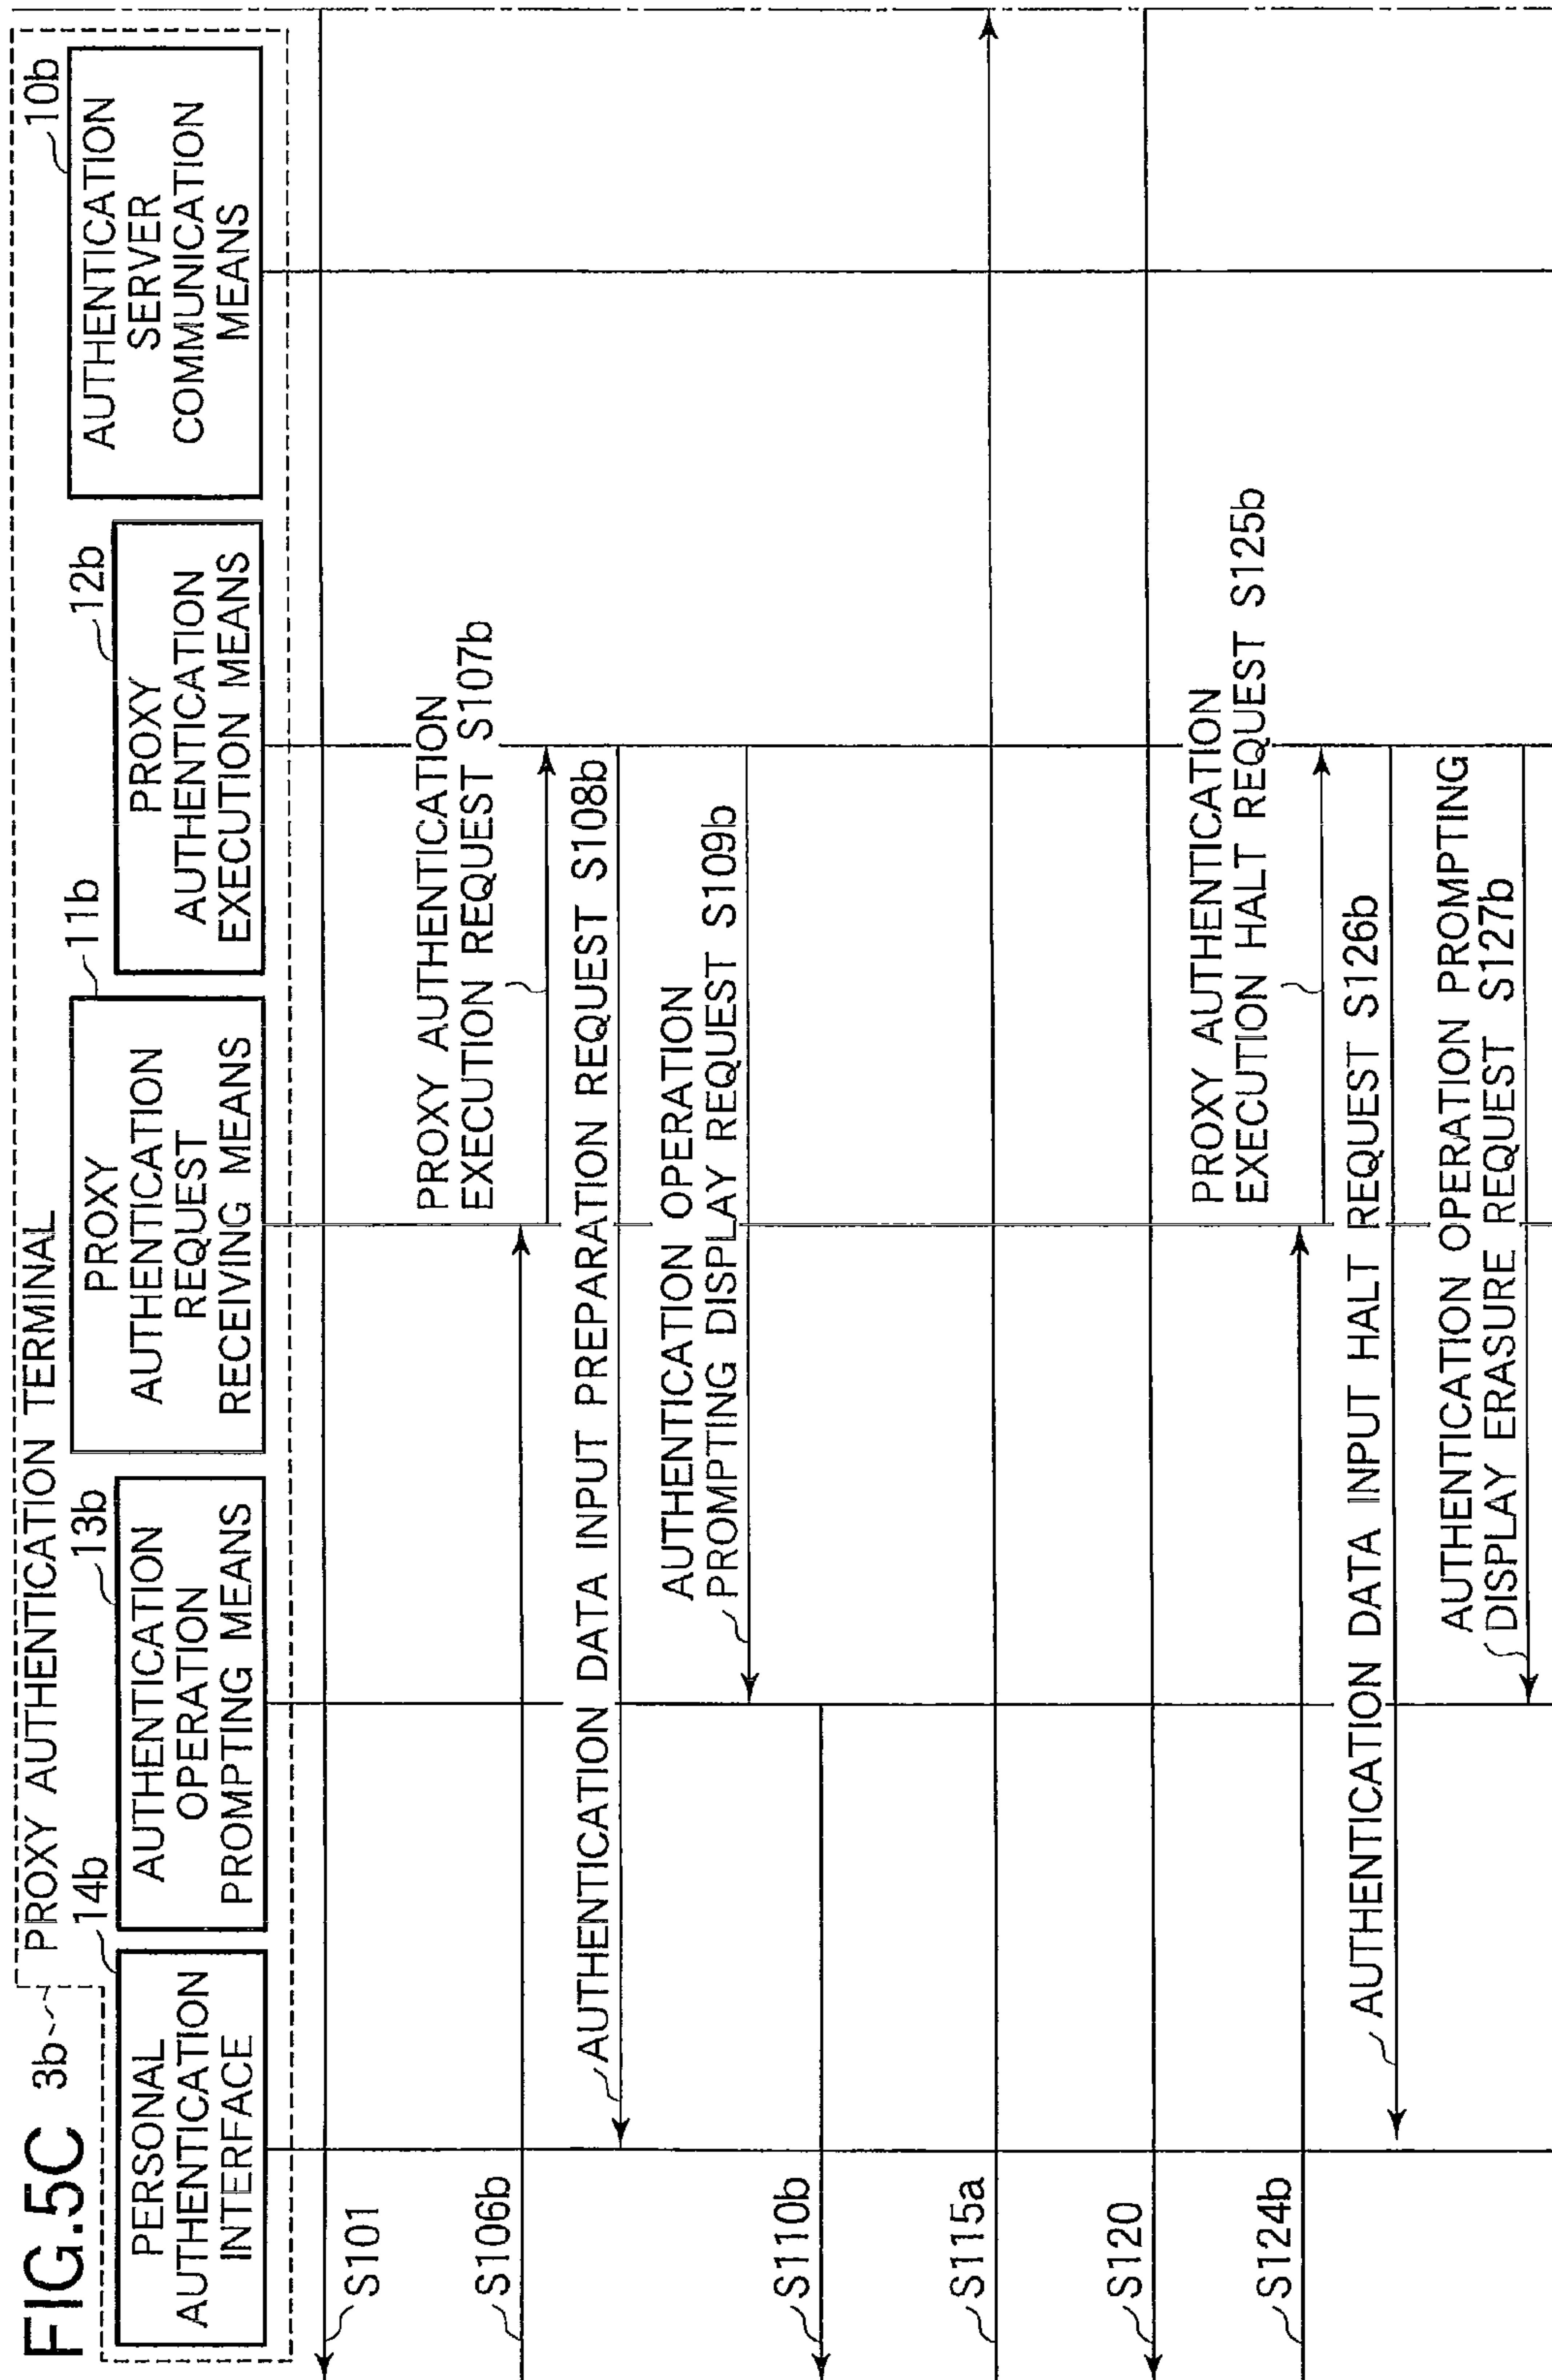 FIG.5C
3b
PROXY AUTHENTICATION TERMINAL
14b
PERSONAL
AUTHENTICATION
INTERFACE
13b
AUTHENTICATION
OPERATION
PROMPTING MEANS
11b
PROXY
AUTHENTICATION
REQUEST
RECEIVING MEANS
12b
PROXY
AUTHENTICATION
EXECUTION MEANS
10b
AUTHENTICATION
SERVER
COMMUNICATION
MEANS
S101
PROXY AUTHENTICATION
EXECUTION REQUEST S107b
S106b
AUTHENTICATION DATA INPUT PREPARATION REQUEST S108b
AUTHENTICATION OPERATION
PROMPTING DISPLAY REQUEST S109b
S110b
S115a
S120
PROXY AUTHENTICATION
EXECUTION HALT REQUEST S125b
S124b
AUTHENTICATION DATA INPUT HALT REQUEST S126b
AUTHENTICATION OPERATION PROMPTING
DISPLAY ERASURE REQUEST S127b